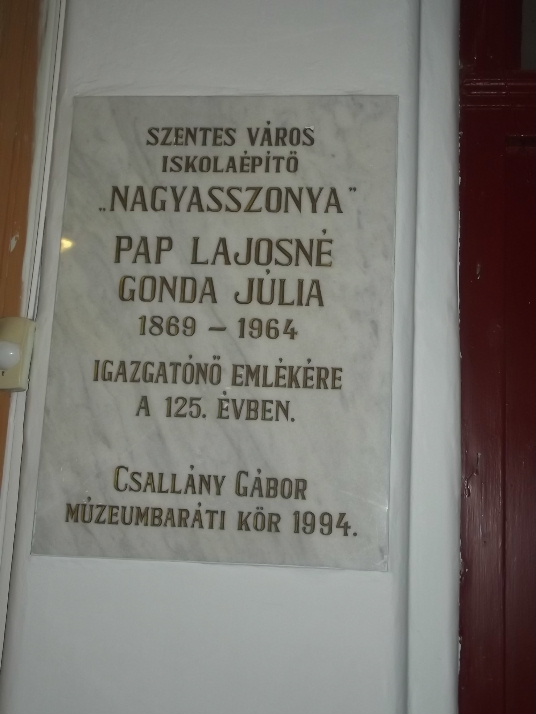 SZENTES VÁROS
ISKOLAÉPÍTŐ
„NAGYASSZONYA"
PAP LAJOSNÉ
GONDA JÚLIA
1869 – 1964
IGAZGATÓNŐ EMLÉKÉRE
A 125. ÉVBEN.
CSALLÁNY GÁBOR
MÚZEUMBARÁTI KÖR 1994.